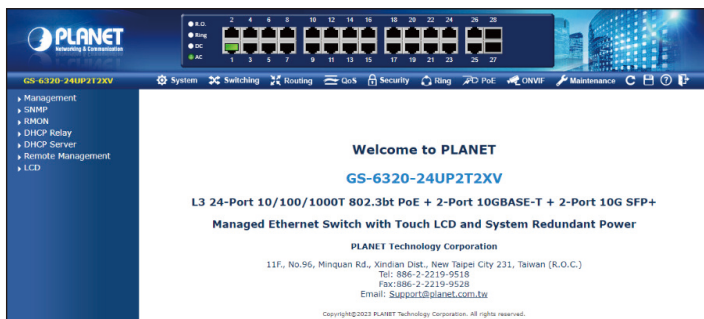 PLANET
Networking & Communication
R.O.
Ring
DC
AC
2 4 6 8 10 12 14 16 18 20 22 24 26 28
1 3 5 7 9 11 13 15 17 19 21 23 25 27
GS-6320-24UP2T2XV
System Switching Routing QoS Security Ring PoE ONVIF Maintenance
Management
SNMP
RMON
DHCP Relay
DHCP Server
Remote Management
LCD
Welcome to PLANET
GS-6320-24UP2T2XV
L3 24-Port 10/100/1000T 802.3bt PoE + 2-Port 10GBASE-T + 2-Port 10G SFP+
Managed Ethernet Switch with Touch LCD and System Redundant Power
PLANET Technology Corporation
11F., No.96, Minquan Rd., Xindian Dist., New Taipei City 231, Taiwan (R.O.C.)
Tel: 886-2-2219-9518
Fax:886-2-2219-9528
Email: Support@planet.com.tw
Copyright©2023 PLANET Technology Corporation. All rights reserved.